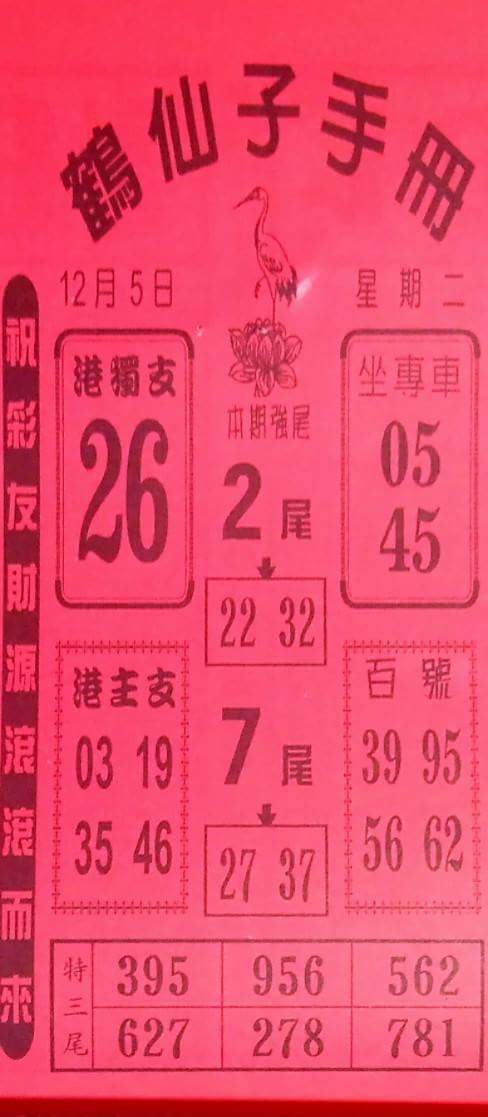 鶴仙子手冊
12月5日
星期二
祝彩友財源滾滾而來
港獨支
26
本期強尾
2尾
22 32
坐專車
05
45
港主支
03 19
35 46
7尾
27 37
百號
39 95
56 62
特三尾
395 956 562
627 278 781